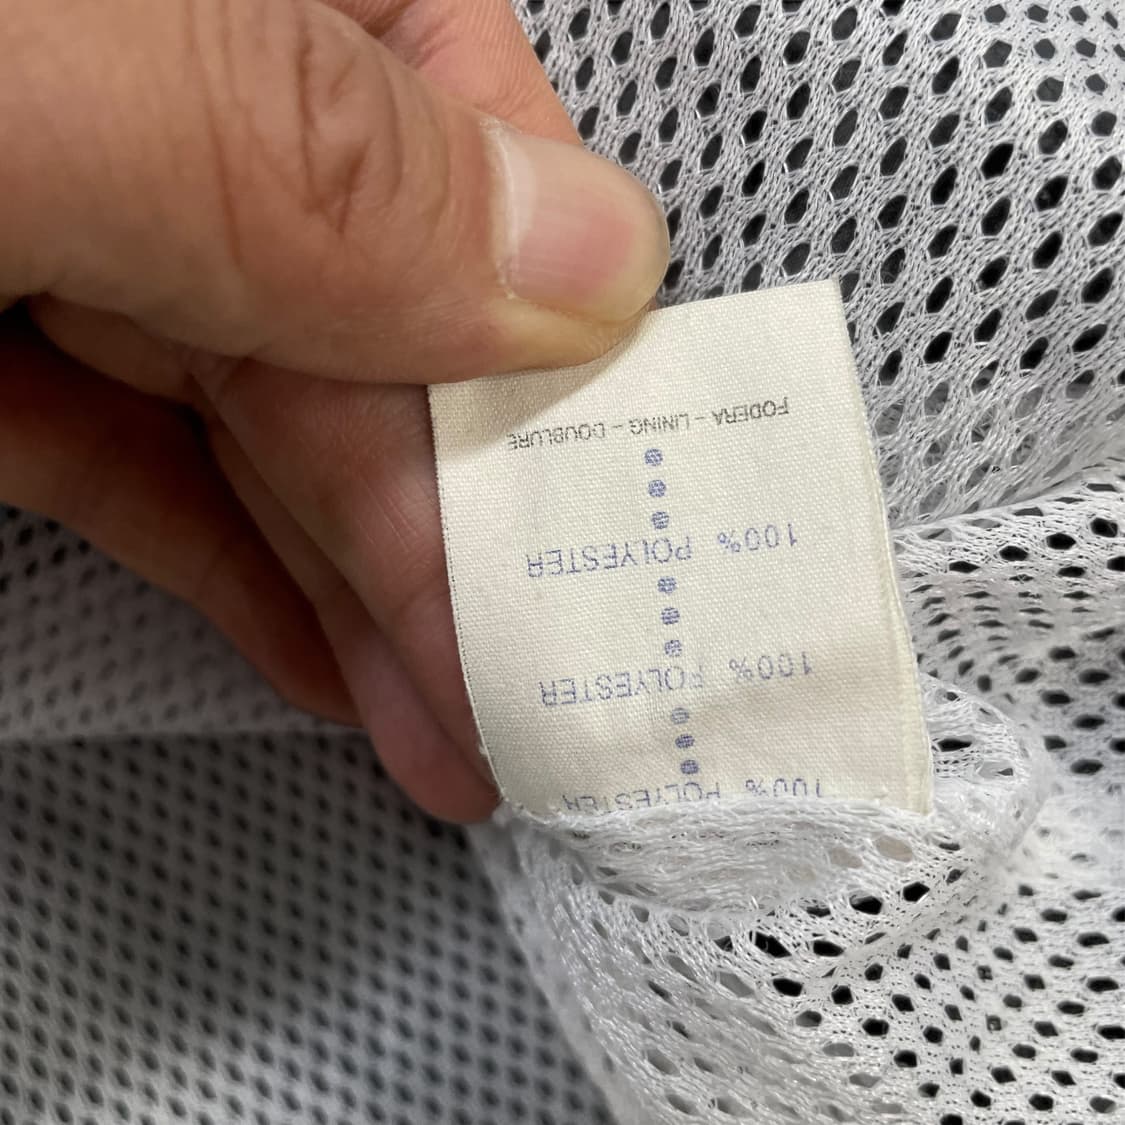 100% POLYESTER
100% POLYESTER
100% POLYESTER
FODERA - LINING - DOUBLURE